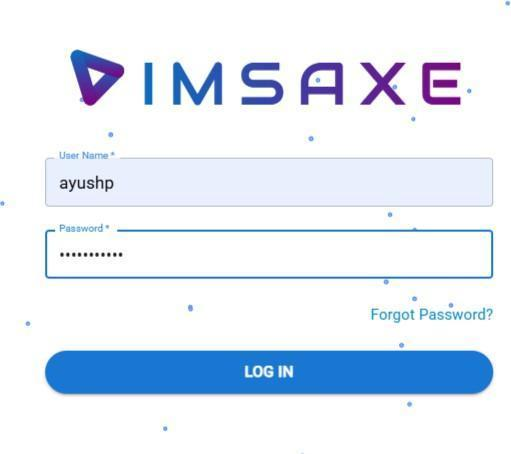 IMSAXE
User Name *
ayushp
Password *
•••••••••••
Forgot Password?
LOG IN